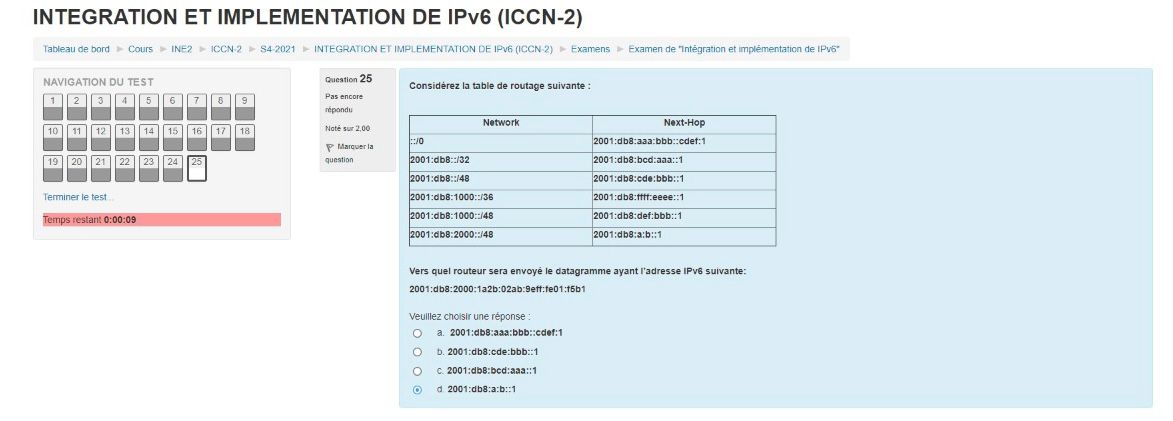 INTEGRATION ET IMPLEMENTATION DE IPv6 (ICCN-2)
Tableau de bord ► Cours ► INE2 ► ICCN-2 ► S4-2021 ► INTEGRATION ET IMPLEMENTATION DE IPv6 (ICCN-2) ► Examens ► Examen de "Intégration et implémentation de IPv6"
NAVIGATION DU TEST
1 2 3 4 5 6 7 8 9
10 11 12 13 14 15 16 17 18
19 20 21 22 23 24 25
Terminer le test...
Temps restant 0:00:09
Question 25
Pas encore
répondu
Noté sur 2,00
Marquer la
question
Considérez la table de routage suivante :
Network Next-Hop
::/0 2001:db8:aaa:bbb::cdef:1
2001:db8::/32 2001:db8:bcd:aaa::1
2001:db8::/48 2001:db8:cde:bbb::1
2001:db8:1000::/36 2001:db8:ffff:eeee::1
2001:db8:1000::/48 2001:db8:def:bbb::1
2001:db8:2000::/48 2001:db8:a:b::1
Vers quel routeur sera envoyé le datagramme ayant l'adresse IPv6 suivante:
2001:db8:2000:1a2b:02ab:9eff:fe01:f5b1
Veuillez choisir une réponse :
a. 2001:db8:aaa:bbb::cdef:1
b. 2001:db8:cde:bbb::1
c. 2001:db8:bcd:aaa::1
d. 2001:db8:a:b::1